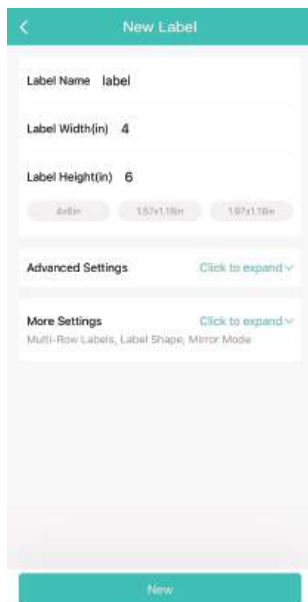 New Label
Label Name label
Label Width(in) 4
Label Height(in) 6
4x6in 1.57x1.18in 1.97x1.18in
Advanced Settings Click to expand
More Settings Click to expand
Multi-Row Labels, Label Shape, Mirror Mode
New